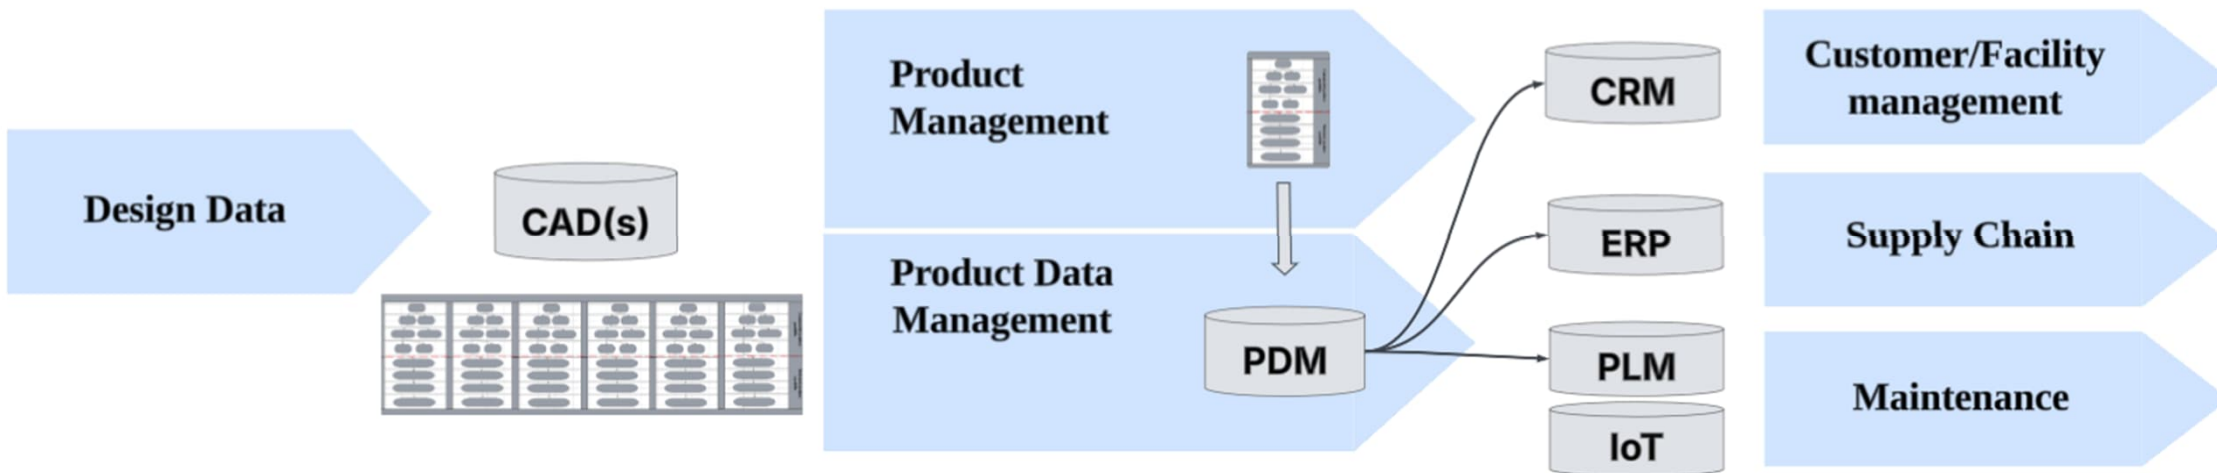 Design Data
CAD(s)
Product
Management
Product Data
Management
PDM
CRM
ERP
PLM
IoT
Customer/Facility
management
Supply Chain
Maintenance